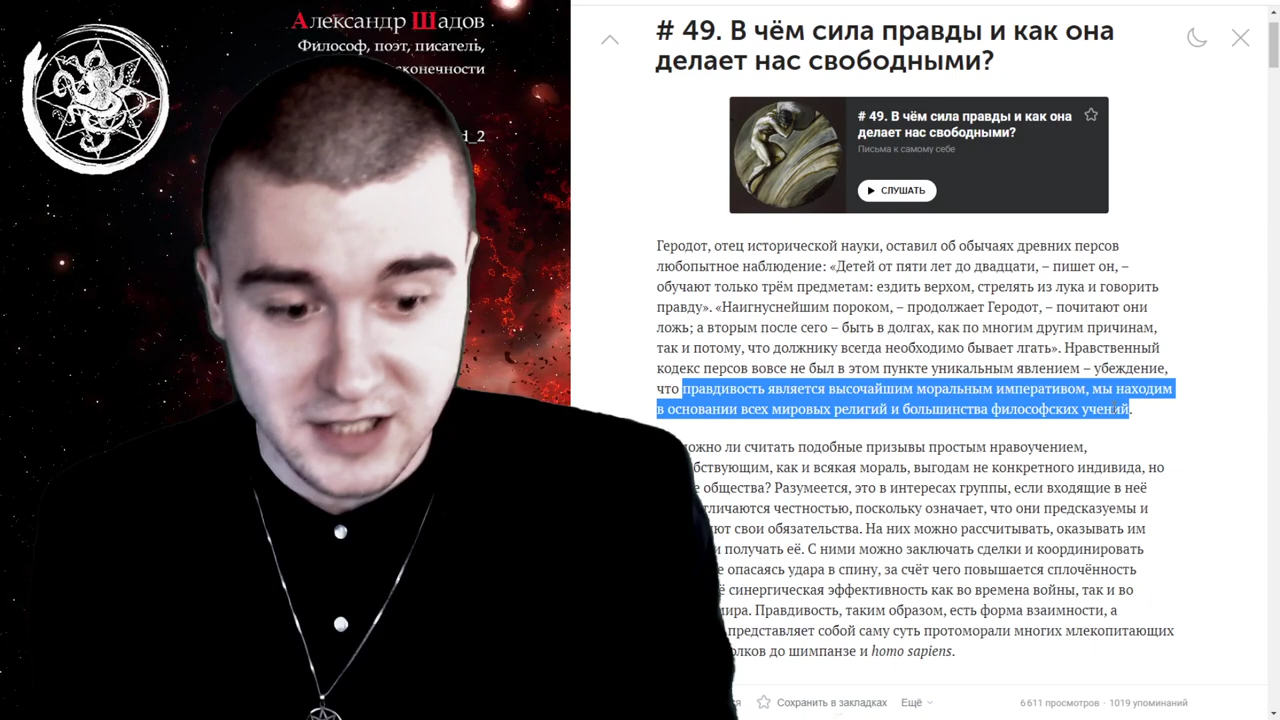 Александр Шадов
Философ, поэт, писатель,
d_2
# 49. В чём сила правды и как она
делает нас свободными?
# 49. В чём сила правды и как она
делает нас свободными?
Письма к самому себе
СЛУШАТЬ
Геродот, отец исторической науки, оставил об обычаях древних персов
любопытное наблюдение: «Детей от пяти лет до двадцати, – пишет он, –
обучают только трём предметам: ездить верхом, стрелять из лука и говорить
правду». «Наигнуснейшим пороком, – продолжает Геродот, – почитают они
ложь; а вторым после сего – быть в долгах, как по многим другим причинам,
так и потому, что должнику всегда необходимо бывает лгать». Нравственный
кодекс персов вовсе не был в этом пункте уникальным явлением – убеждение,
что правдивость является высочайшим моральным императивом, мы находим
в основании всех мировых религий и большинства философских учений.
ожно ли считать подобные призывы простым нравоучением,
бствующим, как и всякая мораль, выгодам не конкретного индивида, но
е общества? Разумеется, это в интересах группы, если входящие в неё
тличаются честностью, поскольку означает, что они предсказуемы и
ют свои обязательства. На них можно рассчитывать, оказывать им
и получать её. С ними можно заключать сделки и координировать
е опасаясь удара в спину, за счёт чего повышается сплочённость
ё синергическая эффективность как во времена войны, так и во
мира. Правдивость, таким образом, есть форма взаимности, а
представляет собой саму суть протоморали многих млекопитающих
олков до шимпанзе и homo sapiens.
ся Сохранить в закладках Ещё 6 611 просмотров · 1019 упоминаний